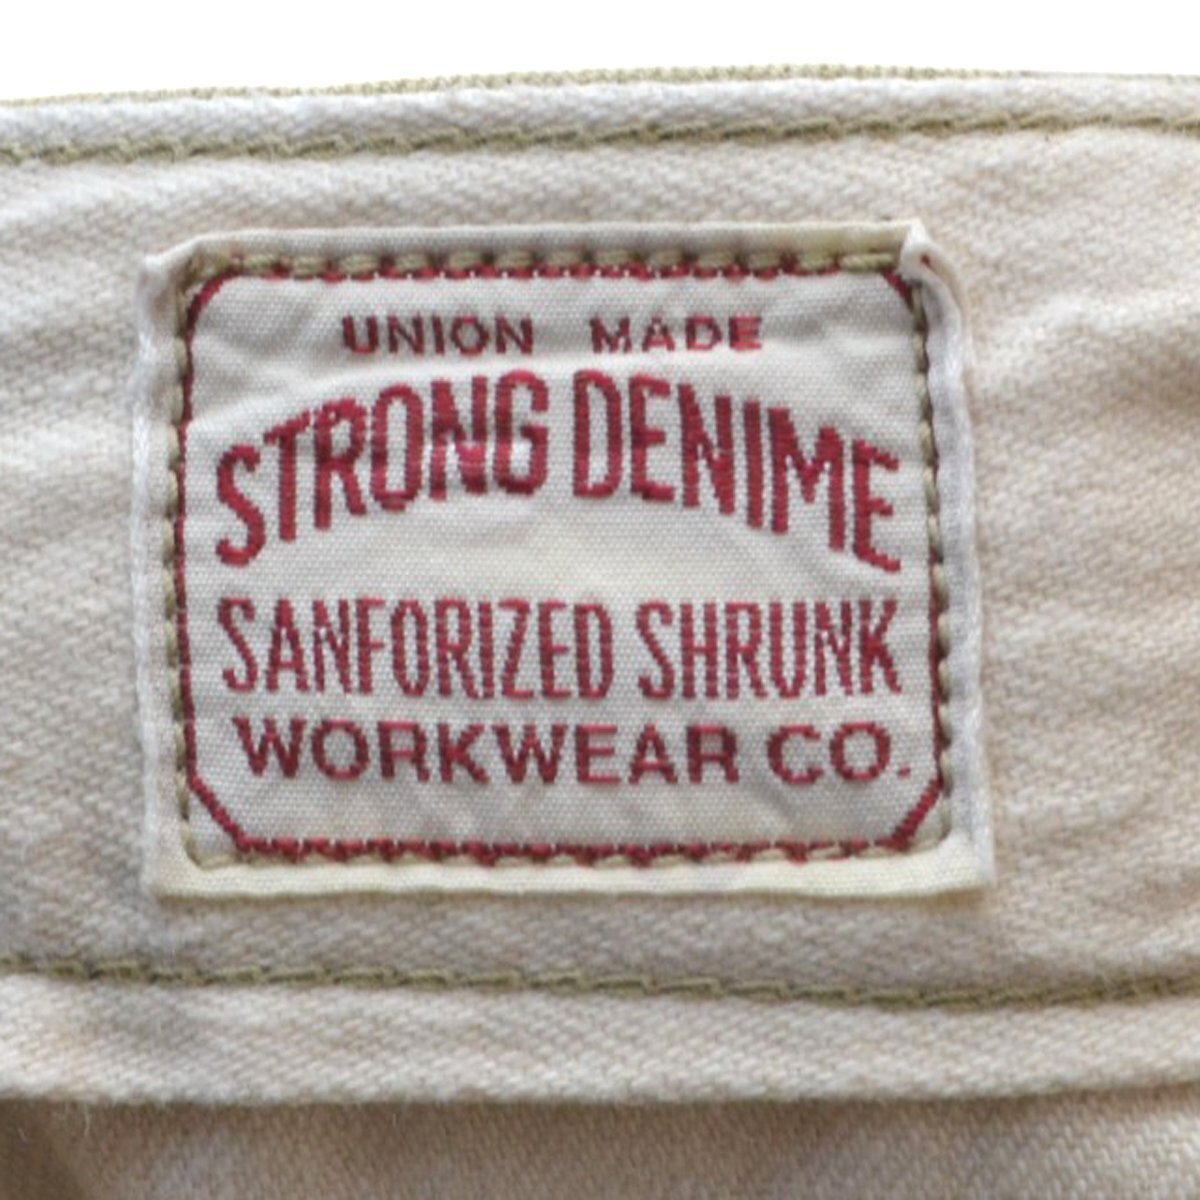 UNION MADE
STRONG DENIME
SANFORIZED SHRUNK
WORKWEAR CO.